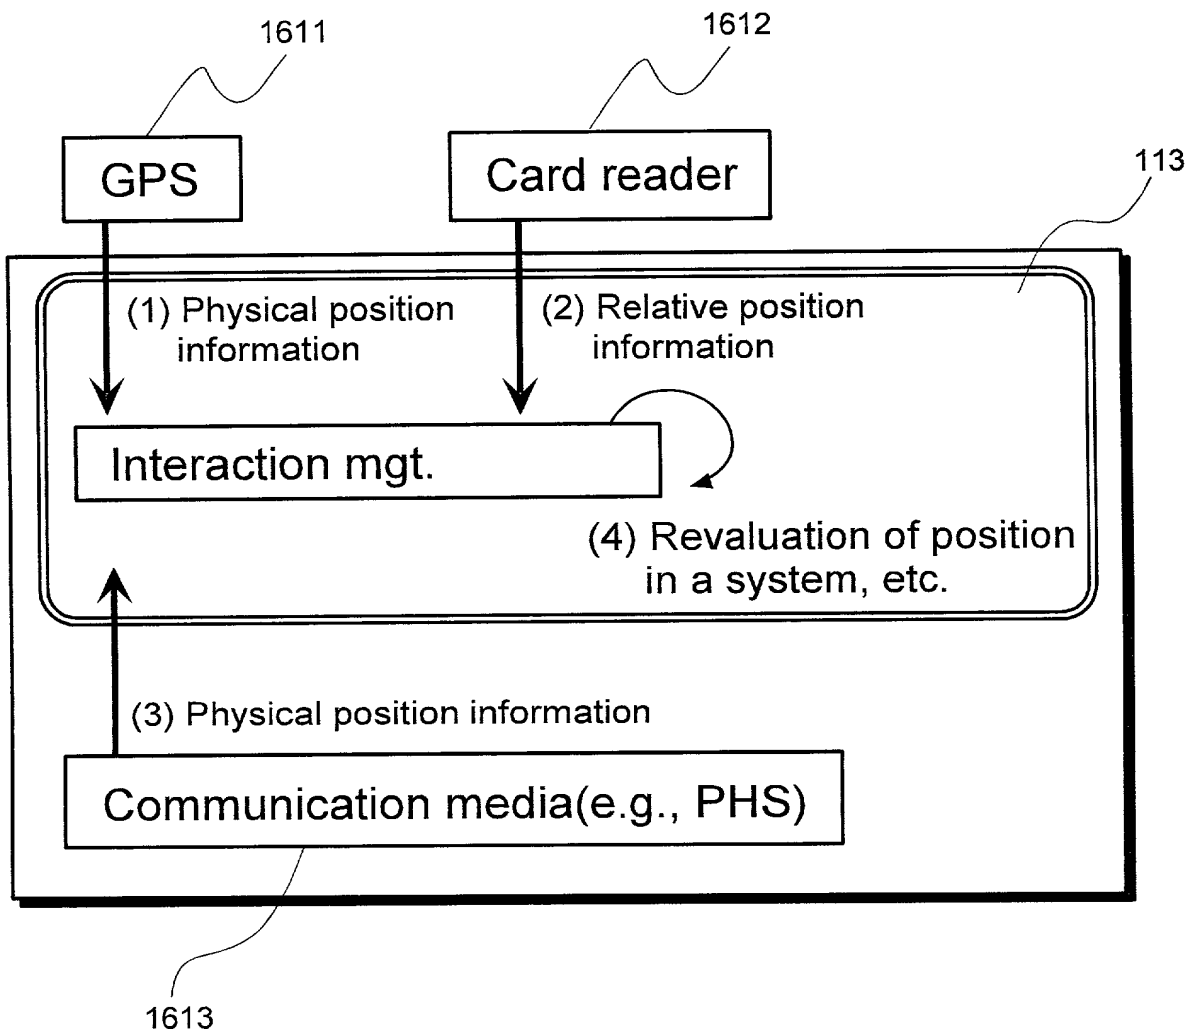 1611
1612
GPS
Card reader
113
(1) Physical position
information
(2) Relative position
information
Interaction mgt.
(4) Revaluation of position
in a system, etc.
(3) Physical position information
Communication media(e.g., PHS)
1613